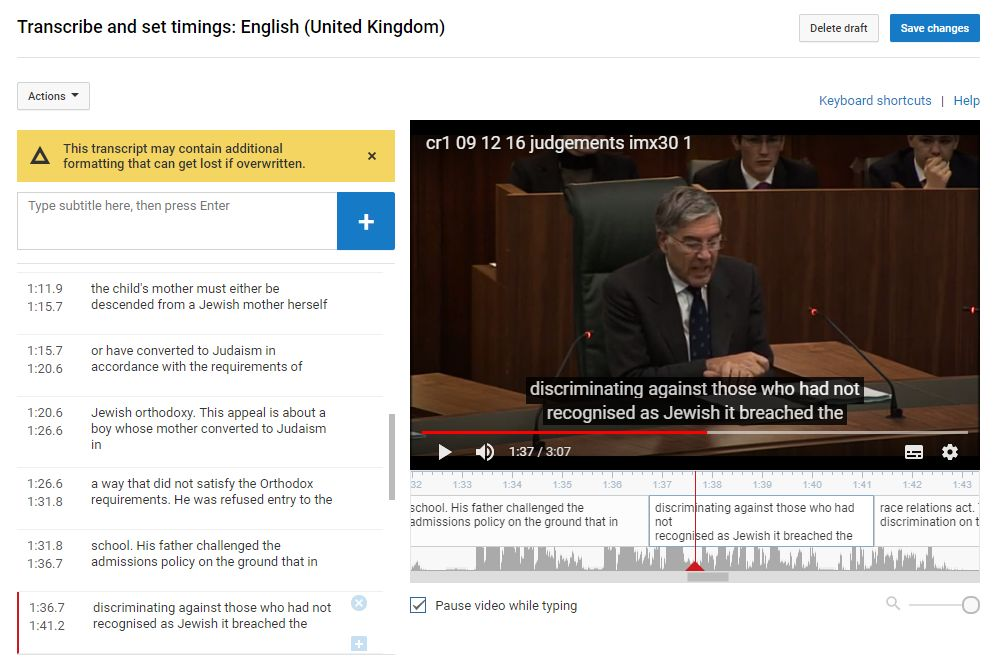 Transcribe and set timings: English (United Kingdom)
Delete draft
Save changes
Actions
Keyboard shortcuts | Help
This transcript may contain additional
formatting that can get lost if overwritten.
×
Type subtitle here, then press Enter
+
1:11.9 the child's mother must either be
1:15.7 descended from a Jewish mother herself
1:15.7 or have converted to Judaism in
1:20.6 accordance with the requirements of
1:20.6 Jewish orthodoxy. This appeal is about a
1:26.6 boy whose mother converted to Judaism
in
1:26.6 a way that did not satisfy the Orthodox
1:31.8 requirements. He was refused entry to the
1:31.8 school. His father challenged the
1:36.7 admissions policy on the ground that in
1:36.7 discriminating against those who had not
1:41.2 recognised as Jewish it breached the
cr1 09 12 16 judgements imx30 1
discriminating against those who had not
recognised as Jewish it breached the
1:37 / 3:07
32 1:33 1:34 1:35 1:36 1:37 1:38 1:39 1:40 1:41 1:42 1:43
school. His father challenged the
admissions policy on the ground that in
discriminating against those who had
not
recognised as Jewish it breached the
race relations act.
discrimination on t
Pause video while typing